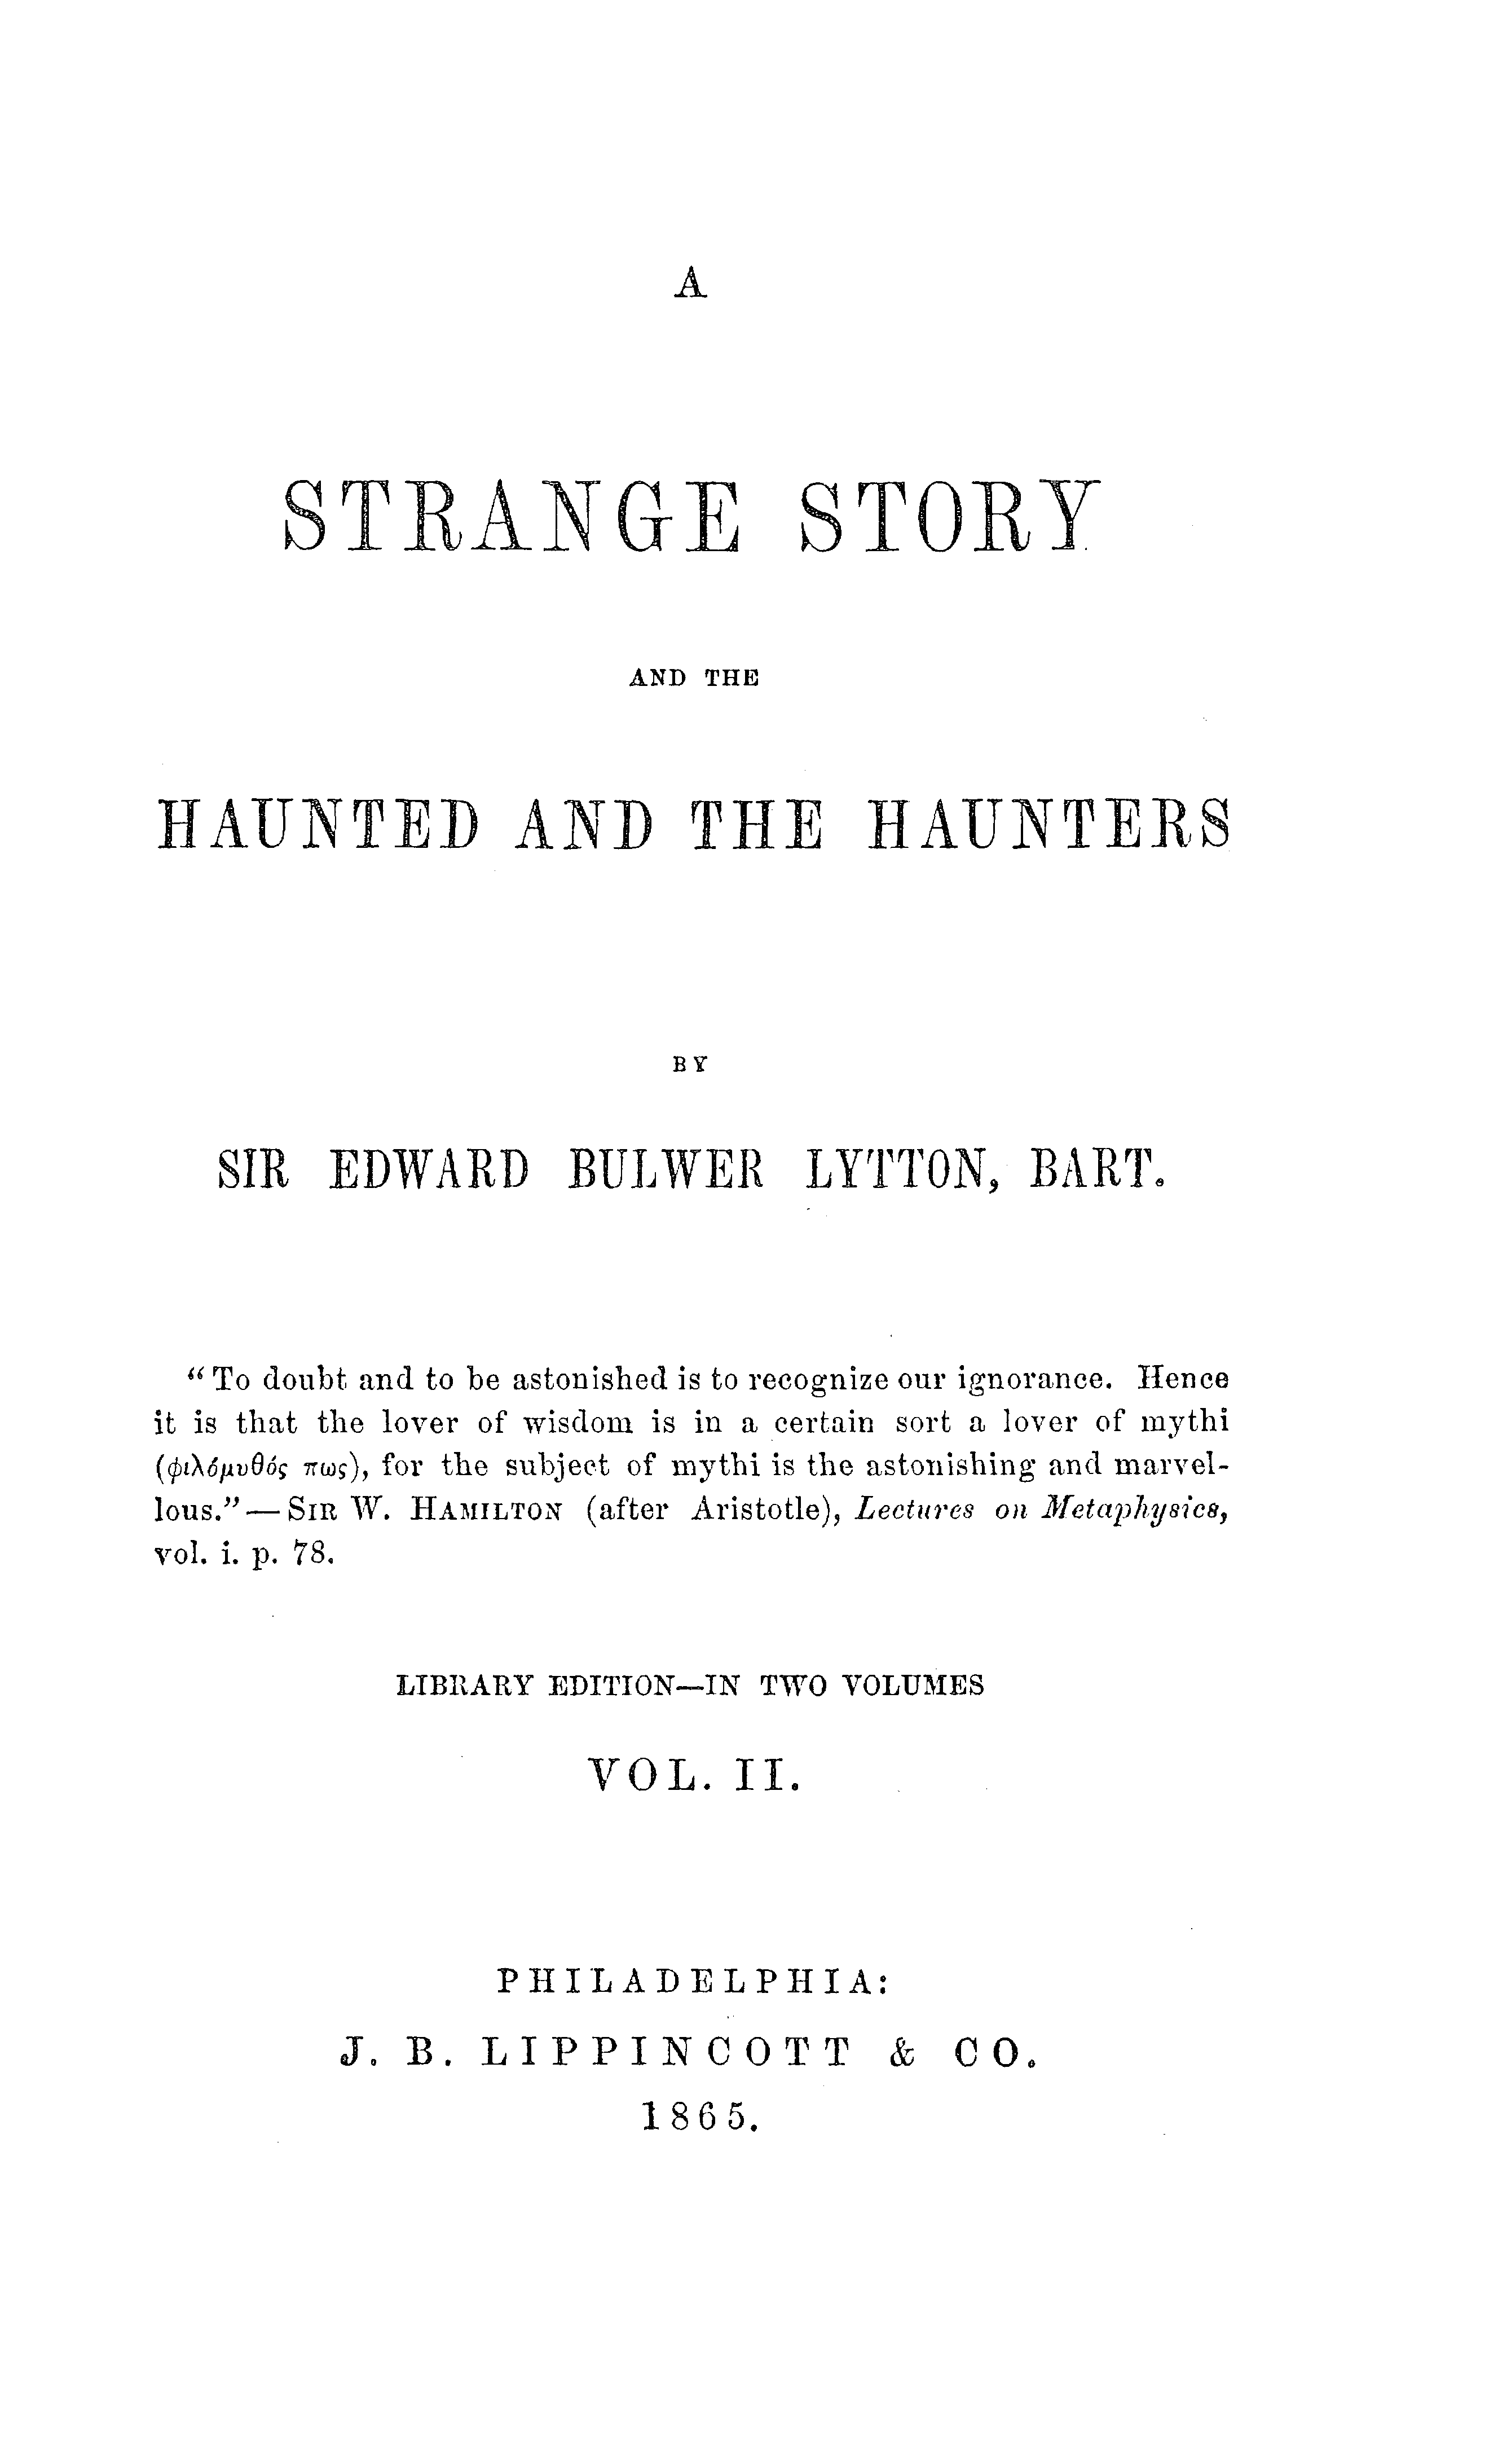 A
STRANGE STORY
AND THE
HAUNTED AND THE HAUNTERS
BY
SIR EDWARD BULWER LYTTON, BART.
“To doubt and to be astonished is to recognize our ignorance. Hence
it is that the lover of wisdom is in a certain sort a lover of mythi
(φιλόμυθός πως), for the subject of mythi is the astonishing and marvel-
lous.”—SIR W. HAMILTON (after Aristotle), Lectures on Metaphysics,
vol. i. p. 78.
LIBRARY EDITION—IN TWO VOLUMES
VOL. II.
PHILADELPHIA:
J. B. LIPPINCOTT & CO.
1865.